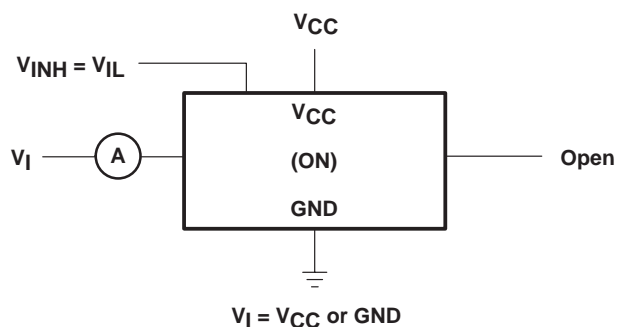 VCC
VINH = VIL
VCC
VI
A
(ON)
Open
GND
VI = VCC or GND